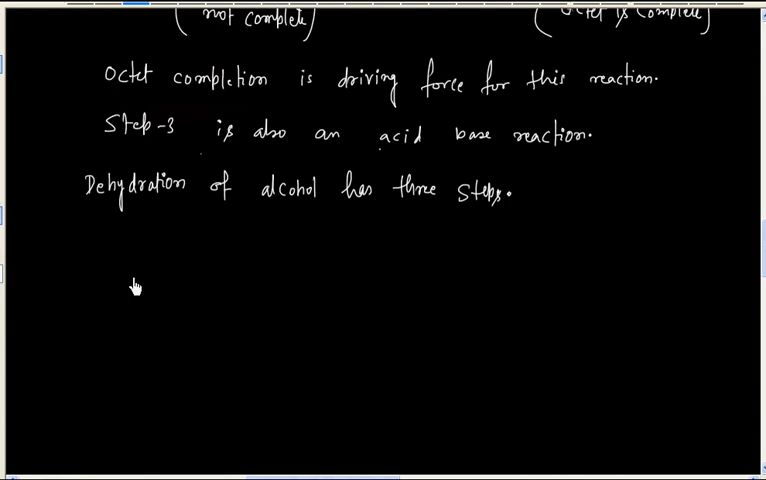 (not complete) (Octet is complete)
Octet completion is driving force for this reaction.
Step-3 is also an acid base reaction.
Dehydration of alcohol has three steps.